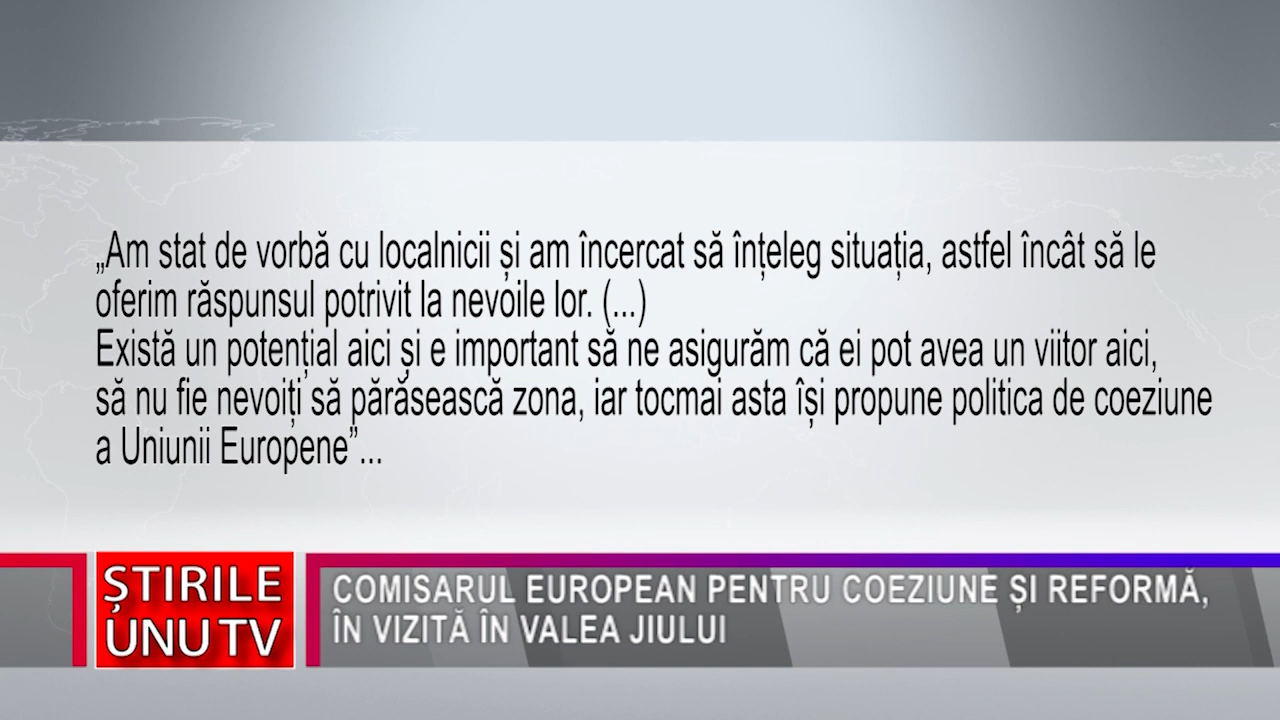 „Am stat de vorbă cu localnicii și am încercat să înțeleg situația, astfel încât să le
oferim răspunsul potrivit la nevoile lor. (...)
Există un potențial aici și e important să ne asigurăm că ei pot avea un viitor aici,
să nu fie nevoiți să părăsească zona, iar tocmai asta își propune politica de coeziune
a Uniunii Europene”...
ȘTIRILE
UNU TV
COMISARUL EUROPEAN PENTRU COEZIUNE ȘI REFORMĂ,
ÎN VIZITĂ ÎN VALEA JIULUI